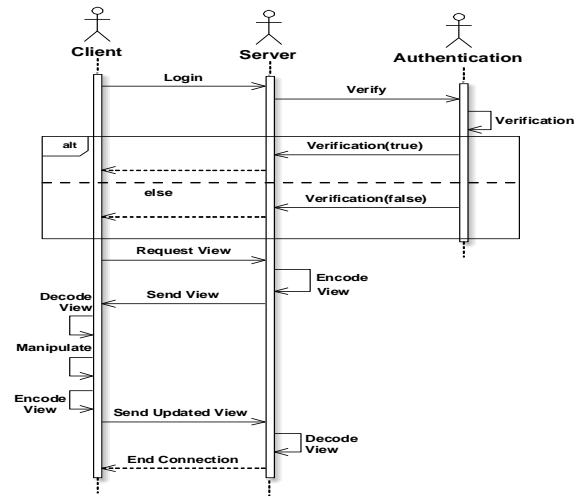 Client
Server
Authentication
Login
Verify
Verification
alt
Verification(true)
else
Verification(false)
Request View
Encode
View
Send View
Decode
View
Manipulate
Encode
View
Send Updated View
Decode
View
End Connection